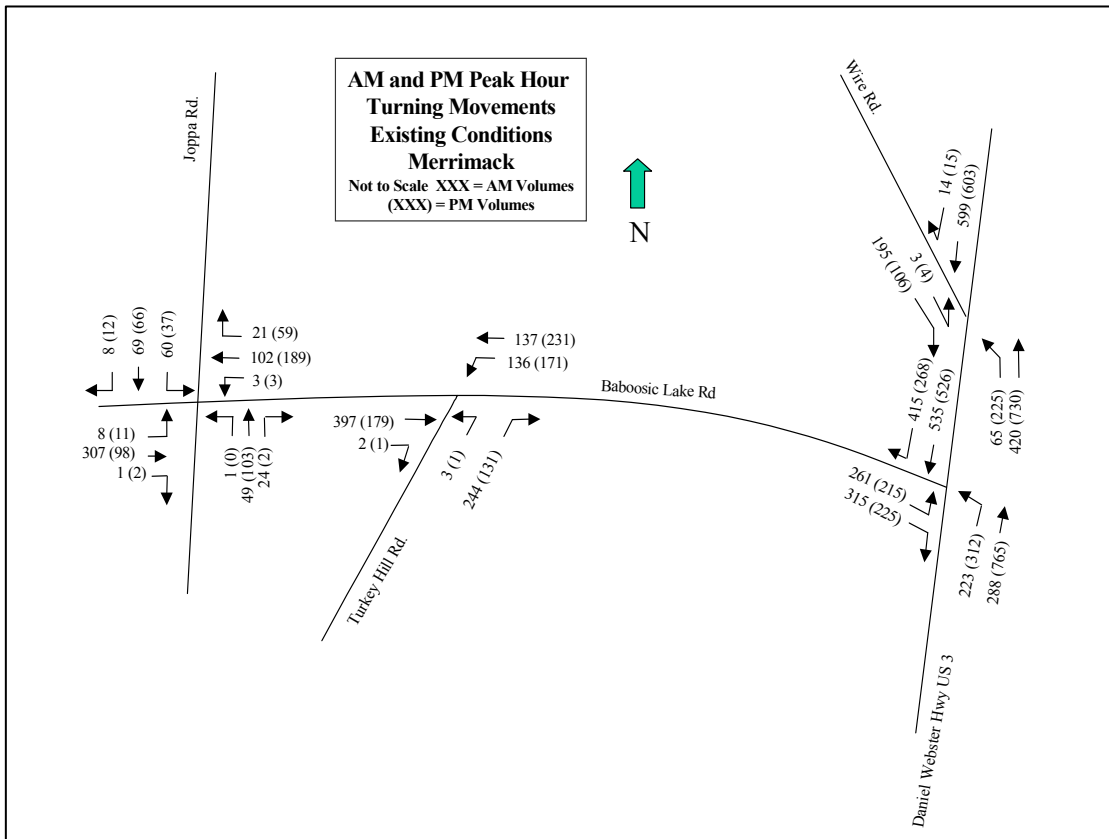 AM and PM Peak Hour
Turning Movements
Existing Conditions
Merrimack
Not to Scale XXX = AM Volumes
(XXX) = PM Volumes
N
Joppa Rd.
Wire Rd.
14 (15)
599 (603)
3 (4)
195 (106)
8 (12)
69 (66)
60 (37)
21 (59)
102 (189)
3 (3)
137 (231)
136 (171)
Baboosic Lake Rd
415 (268)
535 (526)
65 (225)
420 (730)
8 (11)
307 (98)
1 (2)
1 (0)
49 (103)
24 (2)
397 (179)
2 (1)
3 (1)
244 (131)
261 (215)
315 (225)
223 (312)
288 (765)
Turkey Hill Rd.
Daniel Webster Hwy US 3